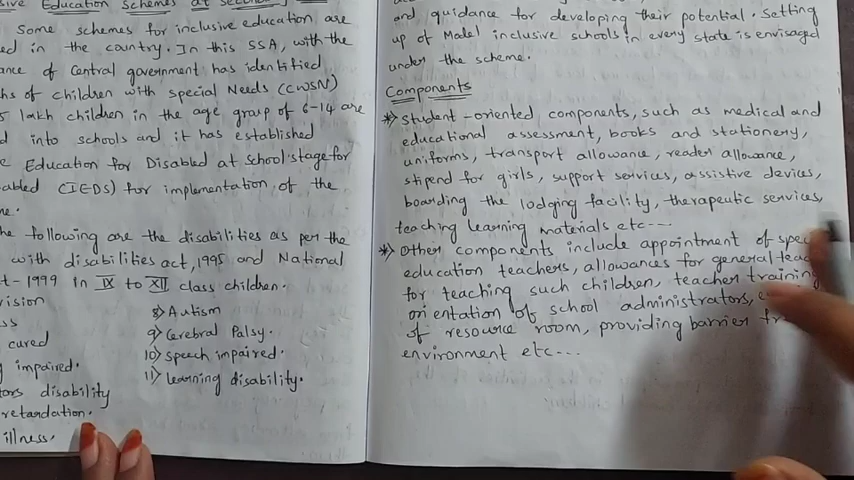 Education Schemes at
Some schemes for inclusive education are
in the country. In this SSA, with the
of Central government has identified
of children with special Needs (CWSN)
lakh children in the age group of 6-14 are
into schools and it has established
Education for Disabled at School stage for
(IEDS) for implementation of the
following are the disabilities as per the
with disabilities act, 1995 and National
1999 in IX to XII class children.
vision
cured
impaired.
disability
retardation.
illness.
8) Autism
9) Cerebral Palsy.
10) Speech impaired.
11) learning disability.
and guidance for developing their potential. Setting
up of Model inclusive schools in every state is envisaged
under the scheme.
Components
* Student-oriented components, such as medical and
educational assessment, books and stationery,
uniforms, transport allowance, reader allowance,
stipend for girls, support services, assistive devices,
boarding the lodging facility, therapeutic services,
teaching learning materials etc...
* Other components include appointment of
education teachers, allowances for general
for teaching such children, teacher training
orientation of school administrators,
of resource room, providing barrier
environment etc...